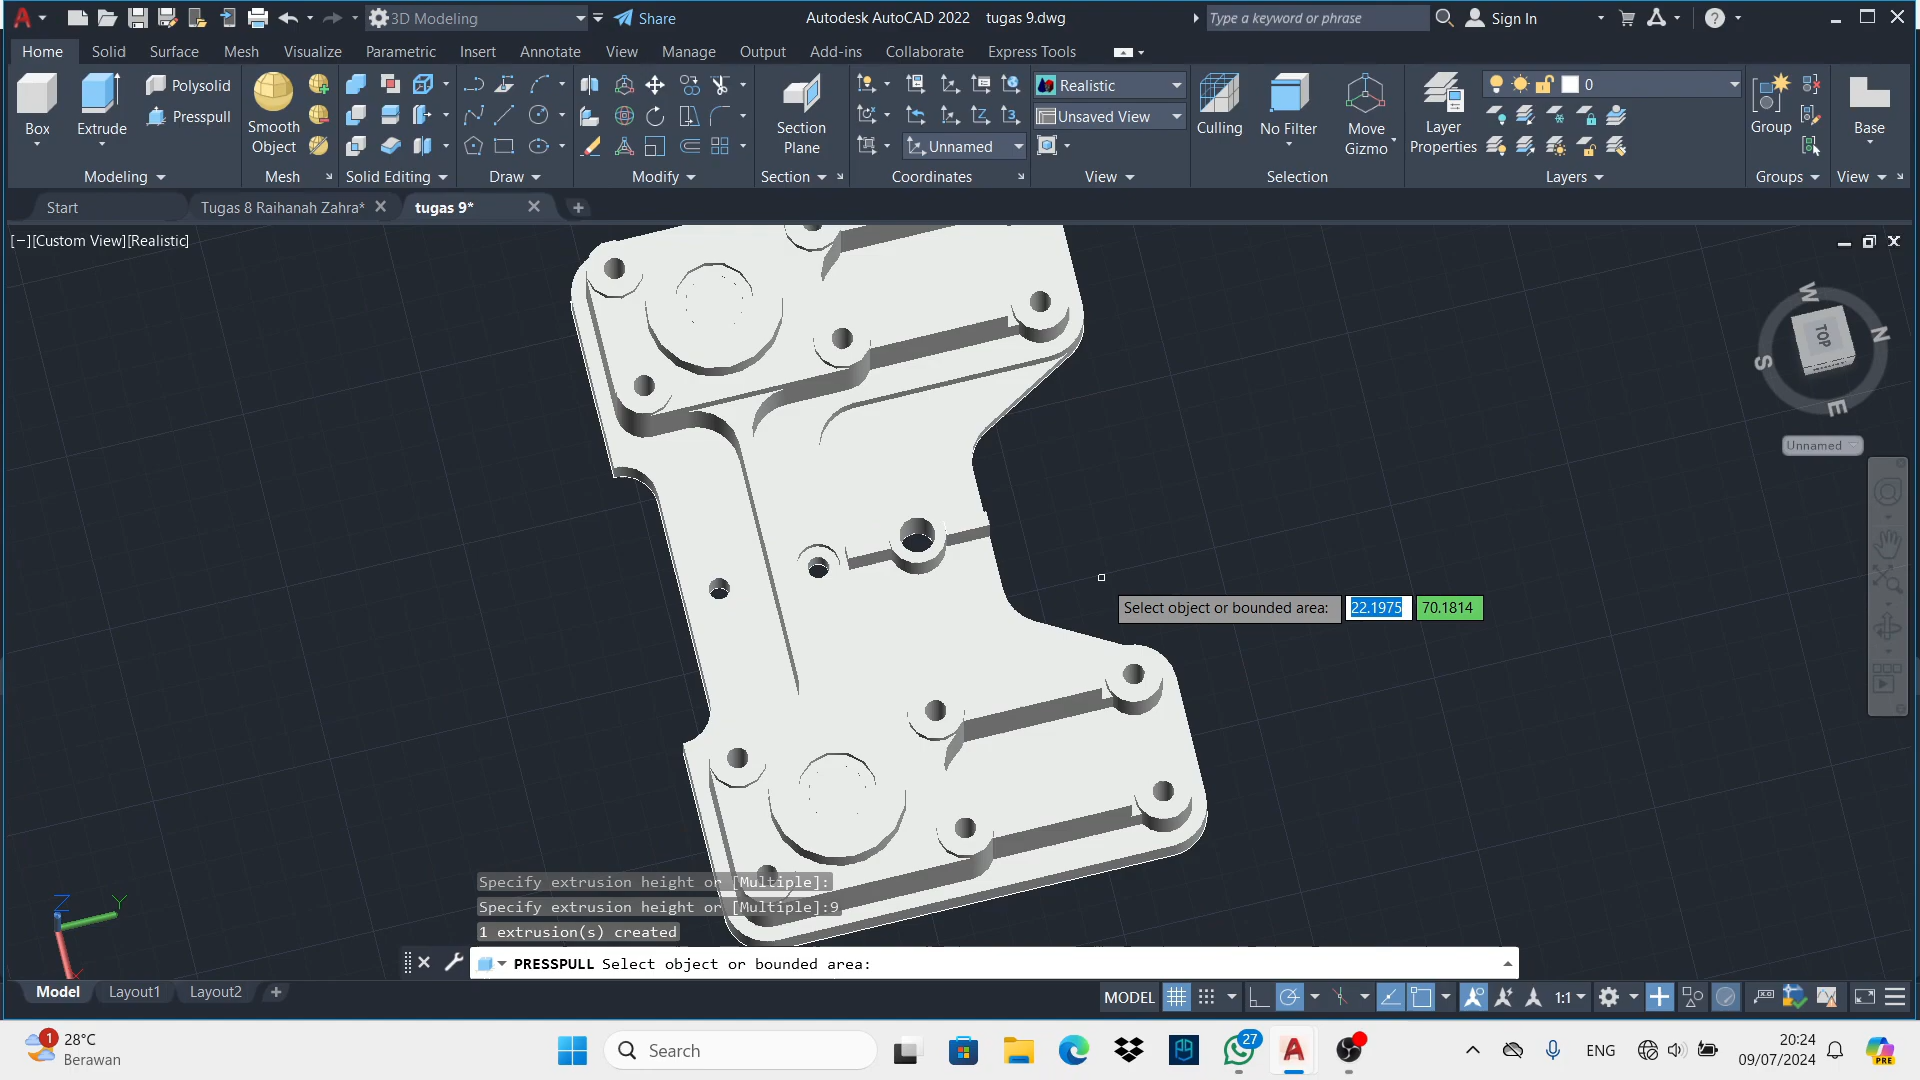 3D Modeling
Share
Autodesk AutoCAD 2022 tugas 9.dwg
Type a keyword or phrase
Sign In
Home Solid Surface Mesh Visualize Parametric Insert Annotate View Manage Output Add-ins Collaborate Express Tools
Box
Extrude
Polysolid
Presspull
Smooth
Object
Section
Plane
Unnamed
Realistic
Unsaved View
Culling
No Filter
Move
Gizmo
Layer
Properties
0
Group
Base
Modeling
Mesh
Solid Editing
Draw
Modify
Section
Coordinates
View
Selection
Layers
Groups
View
Start
Tugas 8 Raihanah Zahra*
tugas 9*
[−][Custom View][Realistic]
W
N
S
E
TOP
Unnamed
Select object or bounded area: 22.1975 70.1814
Z
Y
X
Specify extrusion height or [Multiple]:
Specify extrusion height or [Multiple]:9
1 extrusion(s) created
PRESSPULL Select object or bounded area:
Model Layout1 Layout2
MODEL
1:1
1
28°C
Berawan
Search
27
ENG
20:24
09/07/2024
PRE